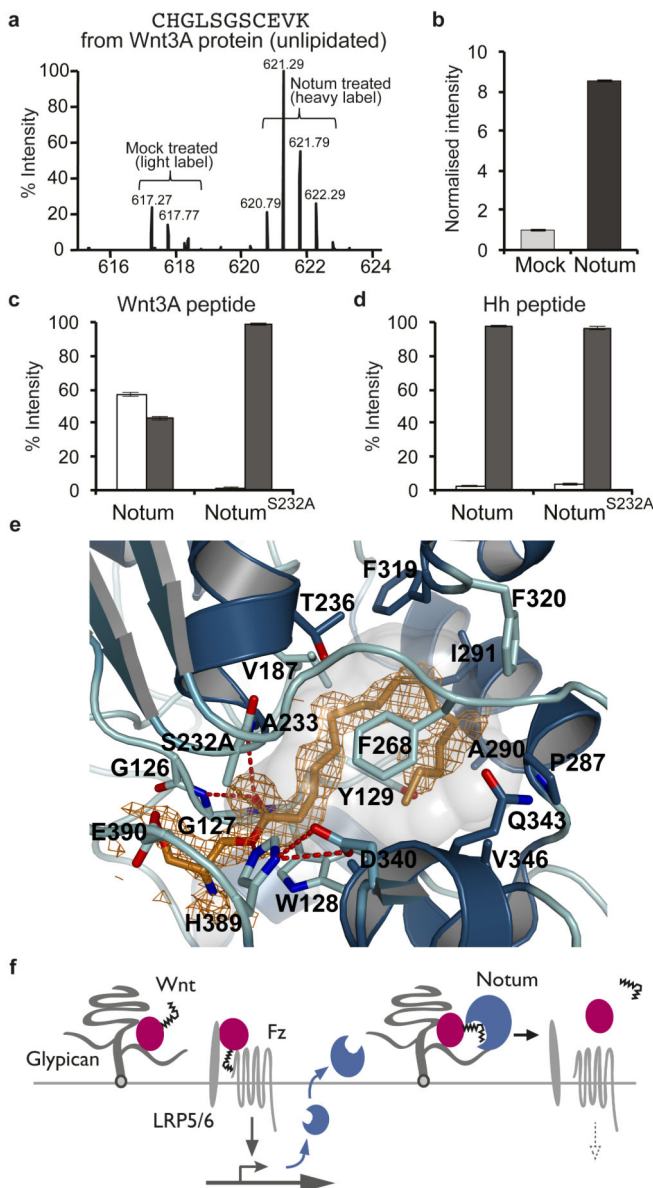 a
CHGLSGSCEVK
from Wnt3A protein (unlipidated)
% Intensity
100
80
60
40
20
0
621.29
Notum treated
(heavy label)
Mock treated
(light label)
621.79
617.27
617.77
620.79
622.29
616
618
620
622
624
b
Normalised intensity
10
8
6
4
2
0
Mock
Notum
c
Wnt3A peptide
% Intensity
100
80
60
40
20
0
Notum
Notum^S232A
d
Hh peptide
% Intensity
100
80
60
40
20
0
Notum
Notum^S232A
e
F319
F320
T236
I291
V187
A233
S232A
F268
A290
P287
G126
Y129
G127
Q343
E390
D340
V346
W128
H389
f
Wnt
Notum
Fz
Glypican
LRP5/6